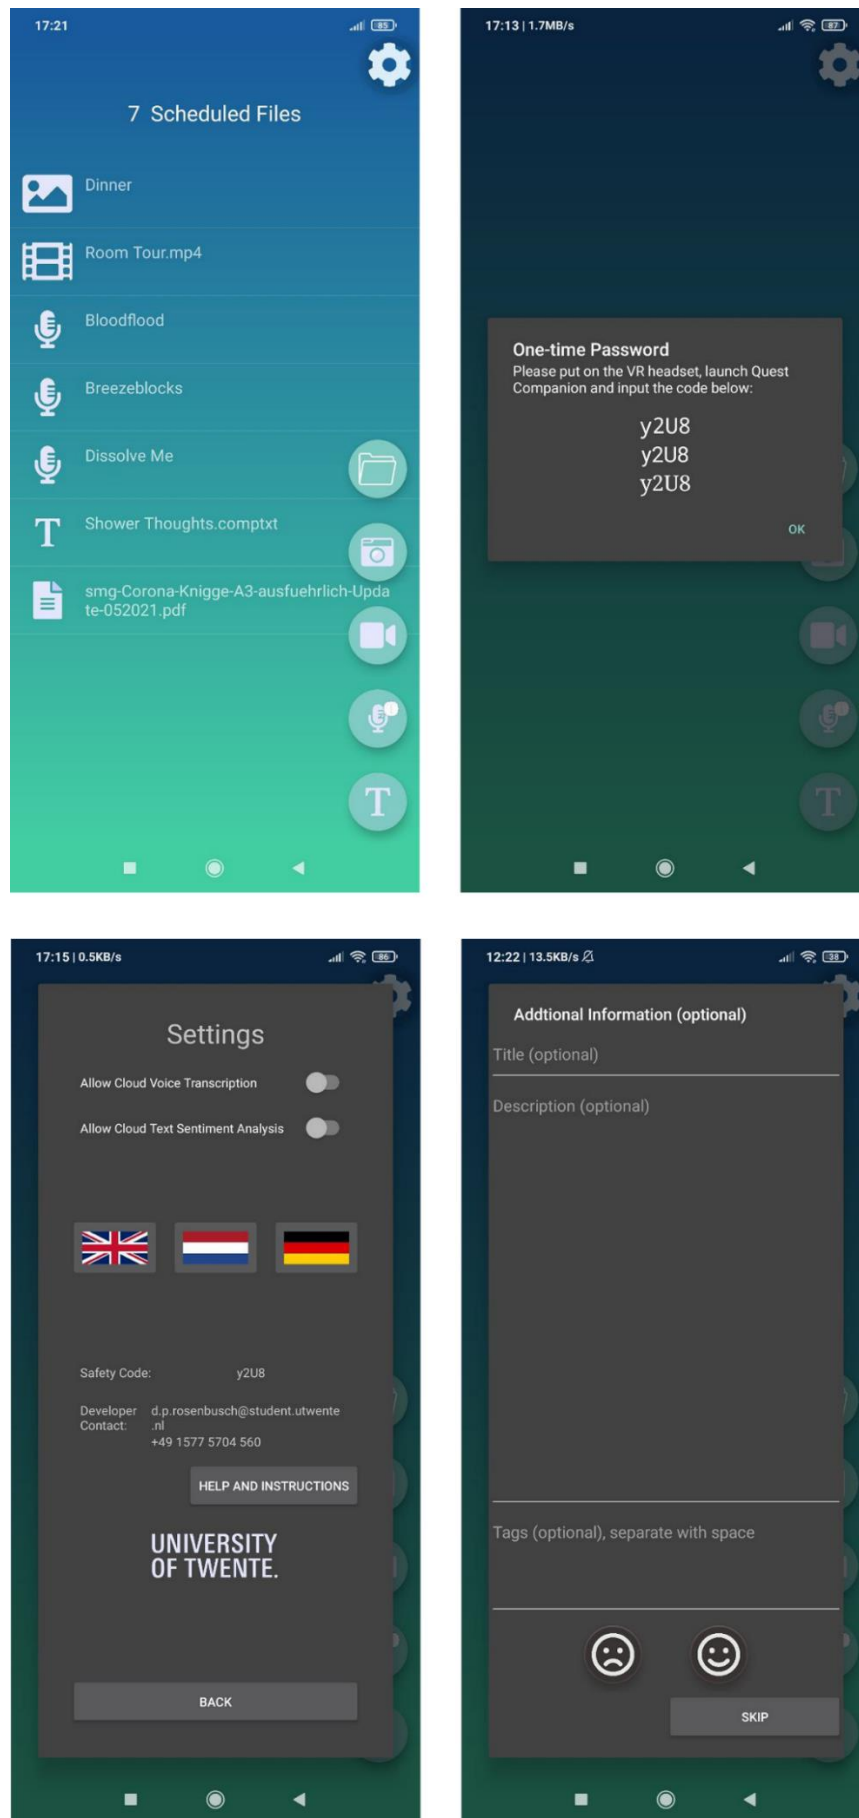 17:21
85
7 Scheduled Files
Dinner
Room Tour.mp4
Bloodflood
Breezeblocks
Dissolve Me
T Shower Thoughts.comptxt
smg-Corona-Knigge-A3-ausfuehrlich-Upda
te-052021.pdf
T
17:13 | 1.7MB/s
87
One-time Password
Please put on the VR headset, launch Quest
Companion and input the code below:
y2U8
y2U8
y2U8
OK
T
17:15 | 0.5KB/s
86
Settings
Allow Cloud Voice Transcription
Allow Cloud Text Sentiment Analysis
Safety Code: y2U8
Developer d.p.rosenbusch@student.utwente
Contact: .nl
+49 1577 5704 560
HELP AND INSTRUCTIONS
UNIVERSITY
OF TWENTE.
BACK
12:22 | 13.5KB/s
38
Addtional Information (optional)
Title (optional)
Description (optional)
Tags (optional), separate with space
SKIP